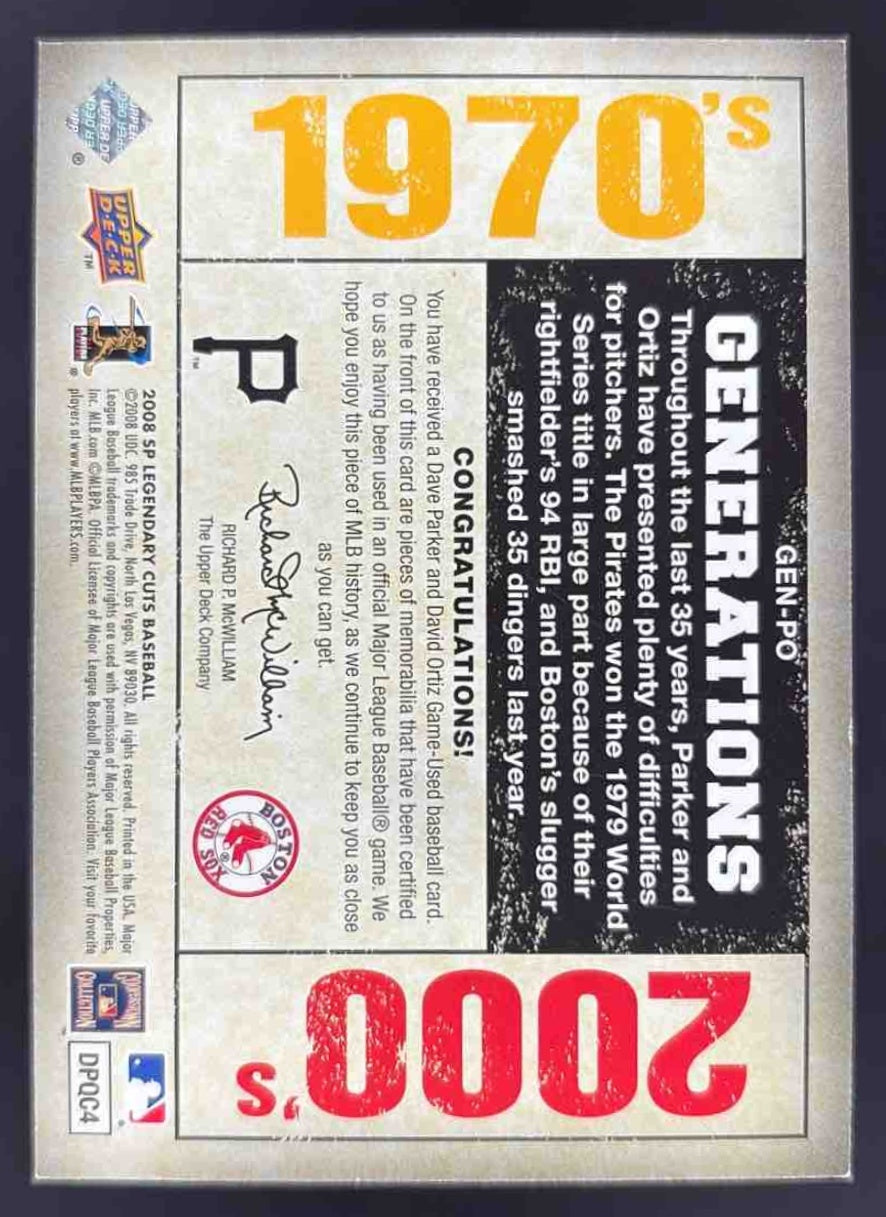 1970's
GEN-PO
GENERATIONS
Throughout the last 35 years, Parker and
Ortiz have presented plenty of difficulties
for pitchers. The Pirates won the 1979 World
Series title in large part because of their
rightfielder's 94 RBI, and Boston's slugger
smashed 35 dingers last year.
CONGRATULATIONS!
You have received a Dave Parker and David Ortiz Game-Used baseball card.
On the front of this card are pieces of memorabilia that have been certified
to us as having been used in an official Major League Baseball® game. We
hope you enjoy this piece of MLB history, as we continue to keep you as close
as you can get.
P
TM
Richard McWilliam
RICHARD P. McWILLIAM
The Upper Deck Company
BOSTON
RED SOX
®
2000's
UPPER DECK
®
UPPER
D·E·C·K
TM
®
2008 SP LEGENDARY CUTS BASEBALL
©2008 UDC. 985 Trade Drive, North Las Vegas, NV 89030. All rights reserved. Printed in the USA. Major
League Baseball trademarks and copyrights are used with permission of Major League Baseball Properties,
Inc. MLB.com ©MLBPA. Official Licensee of Major League Baseball Players Association. Visit your favorite
players at www.MLBPLAYERS.com.
COOPERSTOWN
COLLECTION
DPQC4